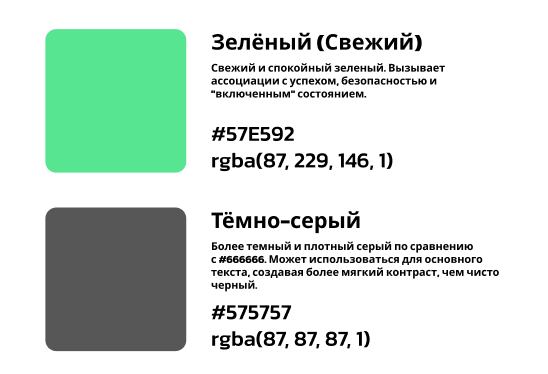 Зелёный (Свежий)
Свежий и спокойный зеленый. Вызывает
ассоциации с успехом, безопасностью и
"включенным" состоянием.
#57E592
rgba(87, 229, 146, 1)
Тёмно-серый
Более темный и плотный серый по сравнению
с #666666. Может использоваться для основного
текста, создавая более мягкий контраст, чем чисто
черный.
#575757
rgba(87, 87, 87, 1)